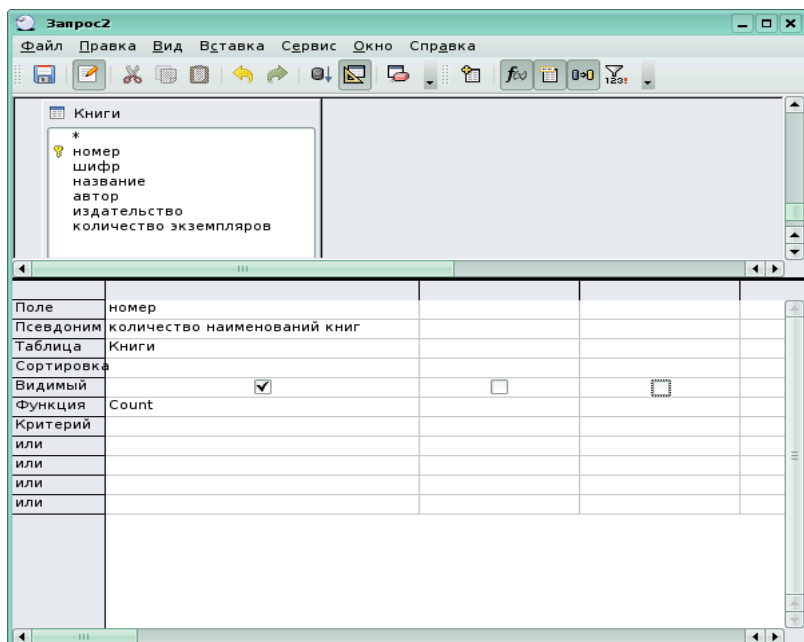 Запрос2
Файл Правка Вид Вставка Сервис Окно Справка
f(x) 123!
Книги
*
номер
шифр
название
автор
издательство
количество экземпляров
Поле номер
Псевдоним количество наименований книг
Таблица Книги
Сортировка
Видимый
Функция Count
Критерий
или
или
или
или